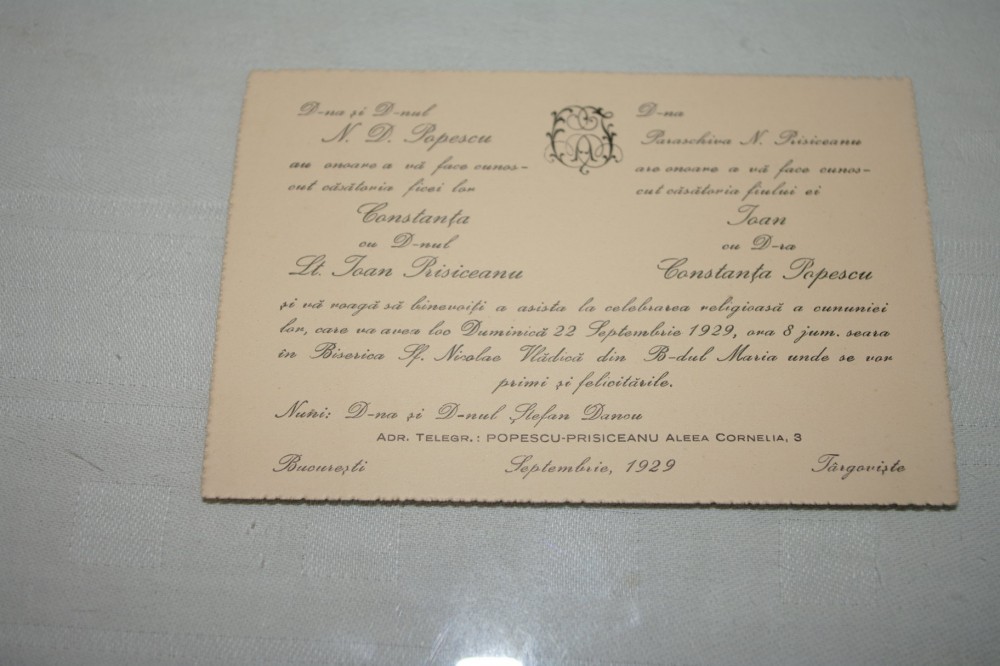 D-na și D-nul
N. D. Popescu
au onoare a vă face cunos-
cut căsătoria ficei lor
Constanța
cu D-nul
Lt. Ioan Prisiceanu
D-na
Paraschiva N. Prisiceanu
are onoare a vă face cunos-
cut căsătoria fiului ei
Ioan
cu D-ra
Constanța Popescu
și vă roagă să binevoiți a asista la celebrarea religioasă a cununiei
lor, care va avea loc Duminică 22 Septembrie 1929, ora 8 jum. seara
în Biserica Sf. Nicolae Vlădică din B-dul Maria unde se vor
primi și felicitările.
Nuni: D-na și D-nul Ștefan Dancu
ADR. TELEGR.: POPESCU-PRISICEANU ALEEA CORNELIA, 3
București Septembrie, 1929 Târgoviște